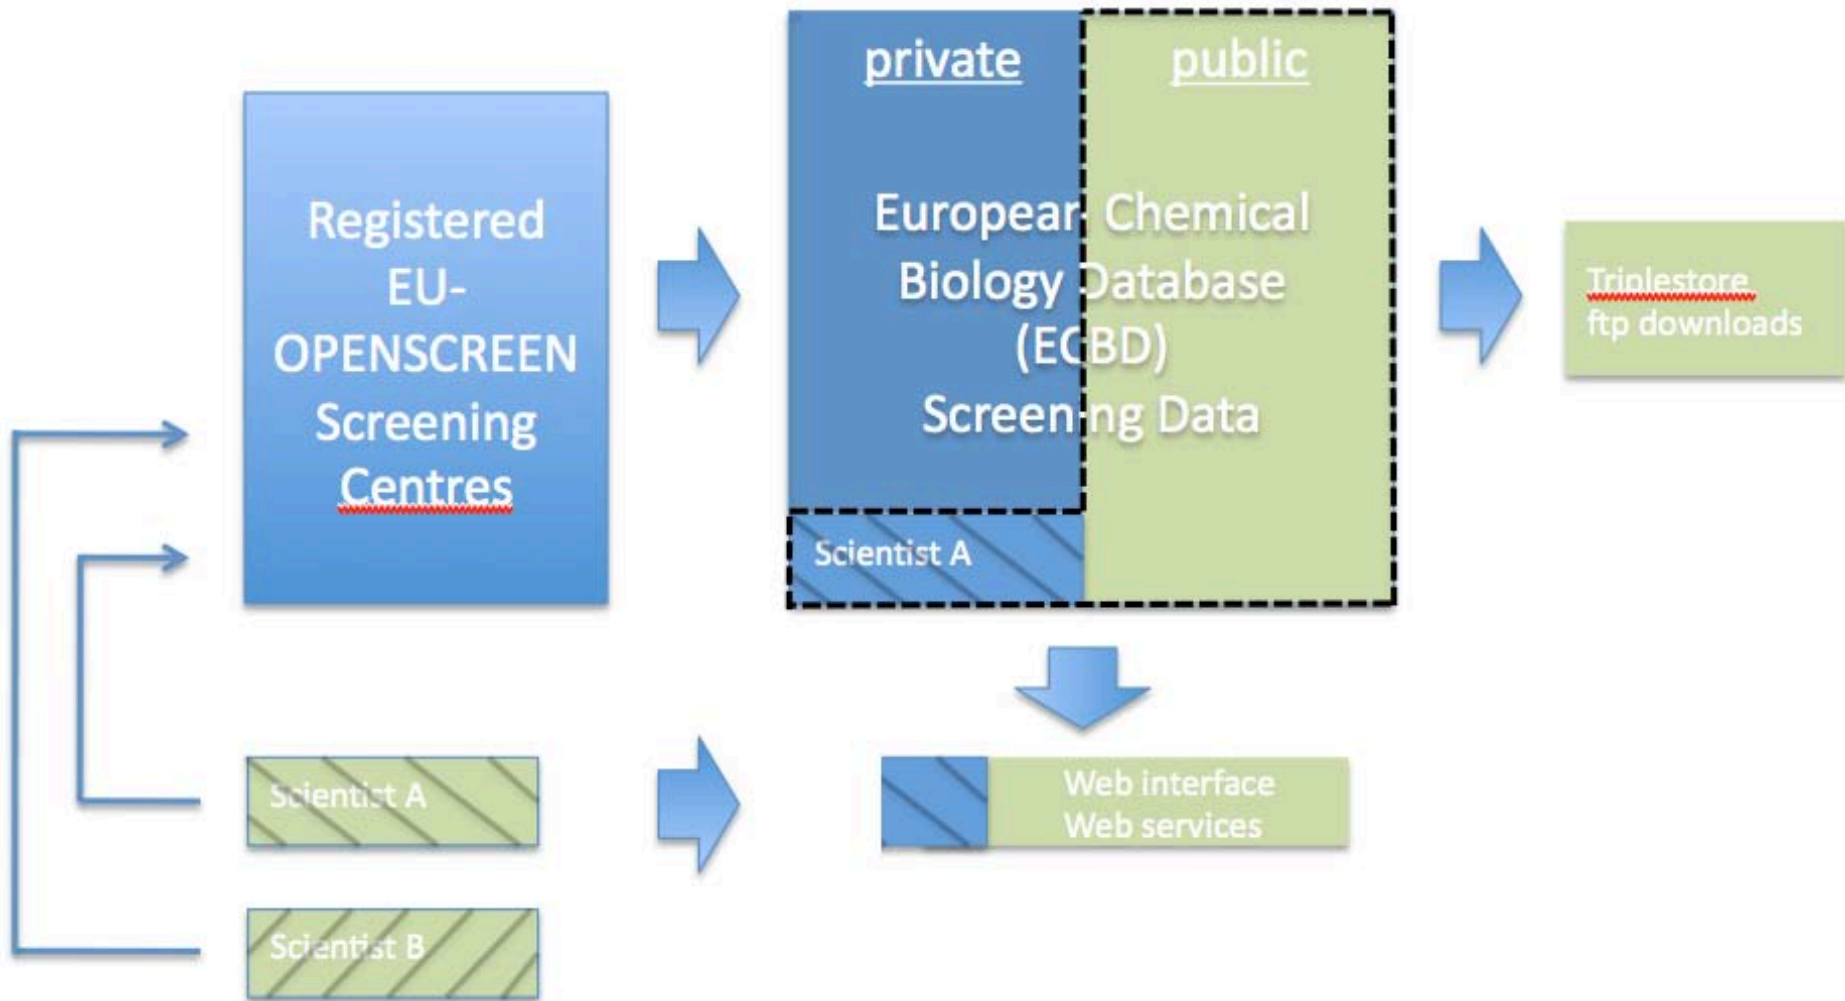 private
public
Registered
EU-
OPENSCREEN
Screening
Centres
European Chemical
Biology Database
(ECBD)
Screening Data
Scientist A
Triplestore
ftp downloads
Scientist A
Web interface
Web services
Scientist B